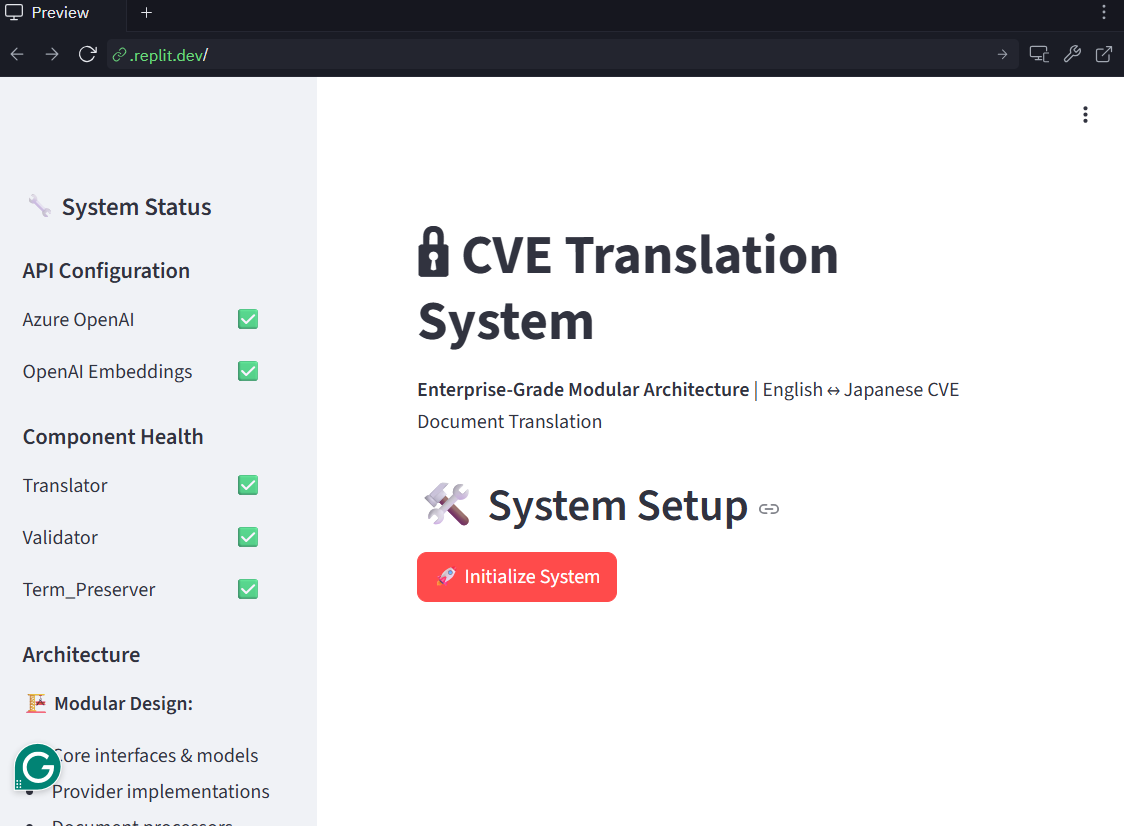 Preview
.replit.dev/
System Status
API Configuration
Azure OpenAI
OpenAI Embeddings
Component Health
Translator
Validator
Term_Preserver
Architecture
Modular Design:
Core interfaces & models
Provider implementations
Document processors
CVE Translation
System
Enterprise-Grade Modular Architecture | English ↔ Japanese CVE
Document Translation
System Setup
Initialize System